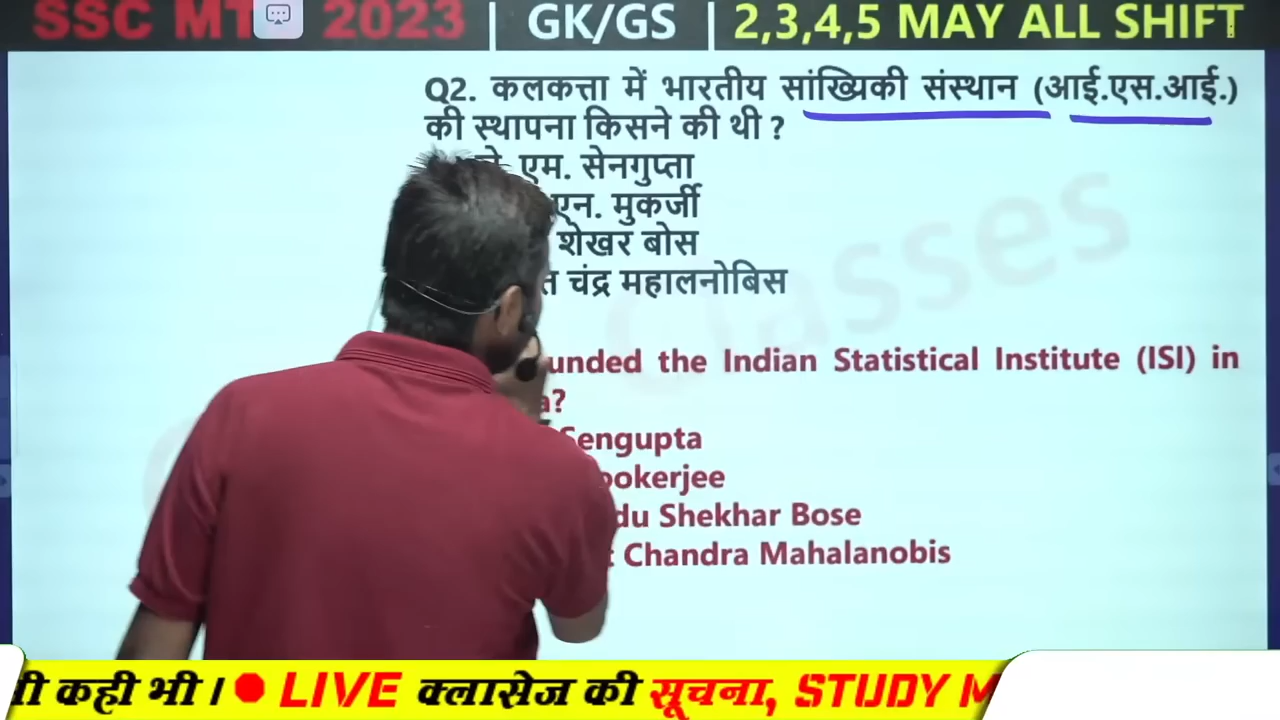 SSC MT 2023 | GK/GS | 2,3,4,5 MAY ALL SHIFT
Q2. कलकत्ता में भारतीय सांख्यिकी संस्थान (आई.एस.आई.)
की स्थापना किसने की थी ?
एम. सेनगुप्ता
एन. मुकर्जी
शेखर बोस
चंद्र महालनोबिस
unded the Indian Statistical Institute (ISI) in
a?
Sengupta
ookerjee
du Shekhar Bose
Chandra Mahalanobis
Classes
ी कही भी । LIVE क्लासेज की सूचना, STUDY M